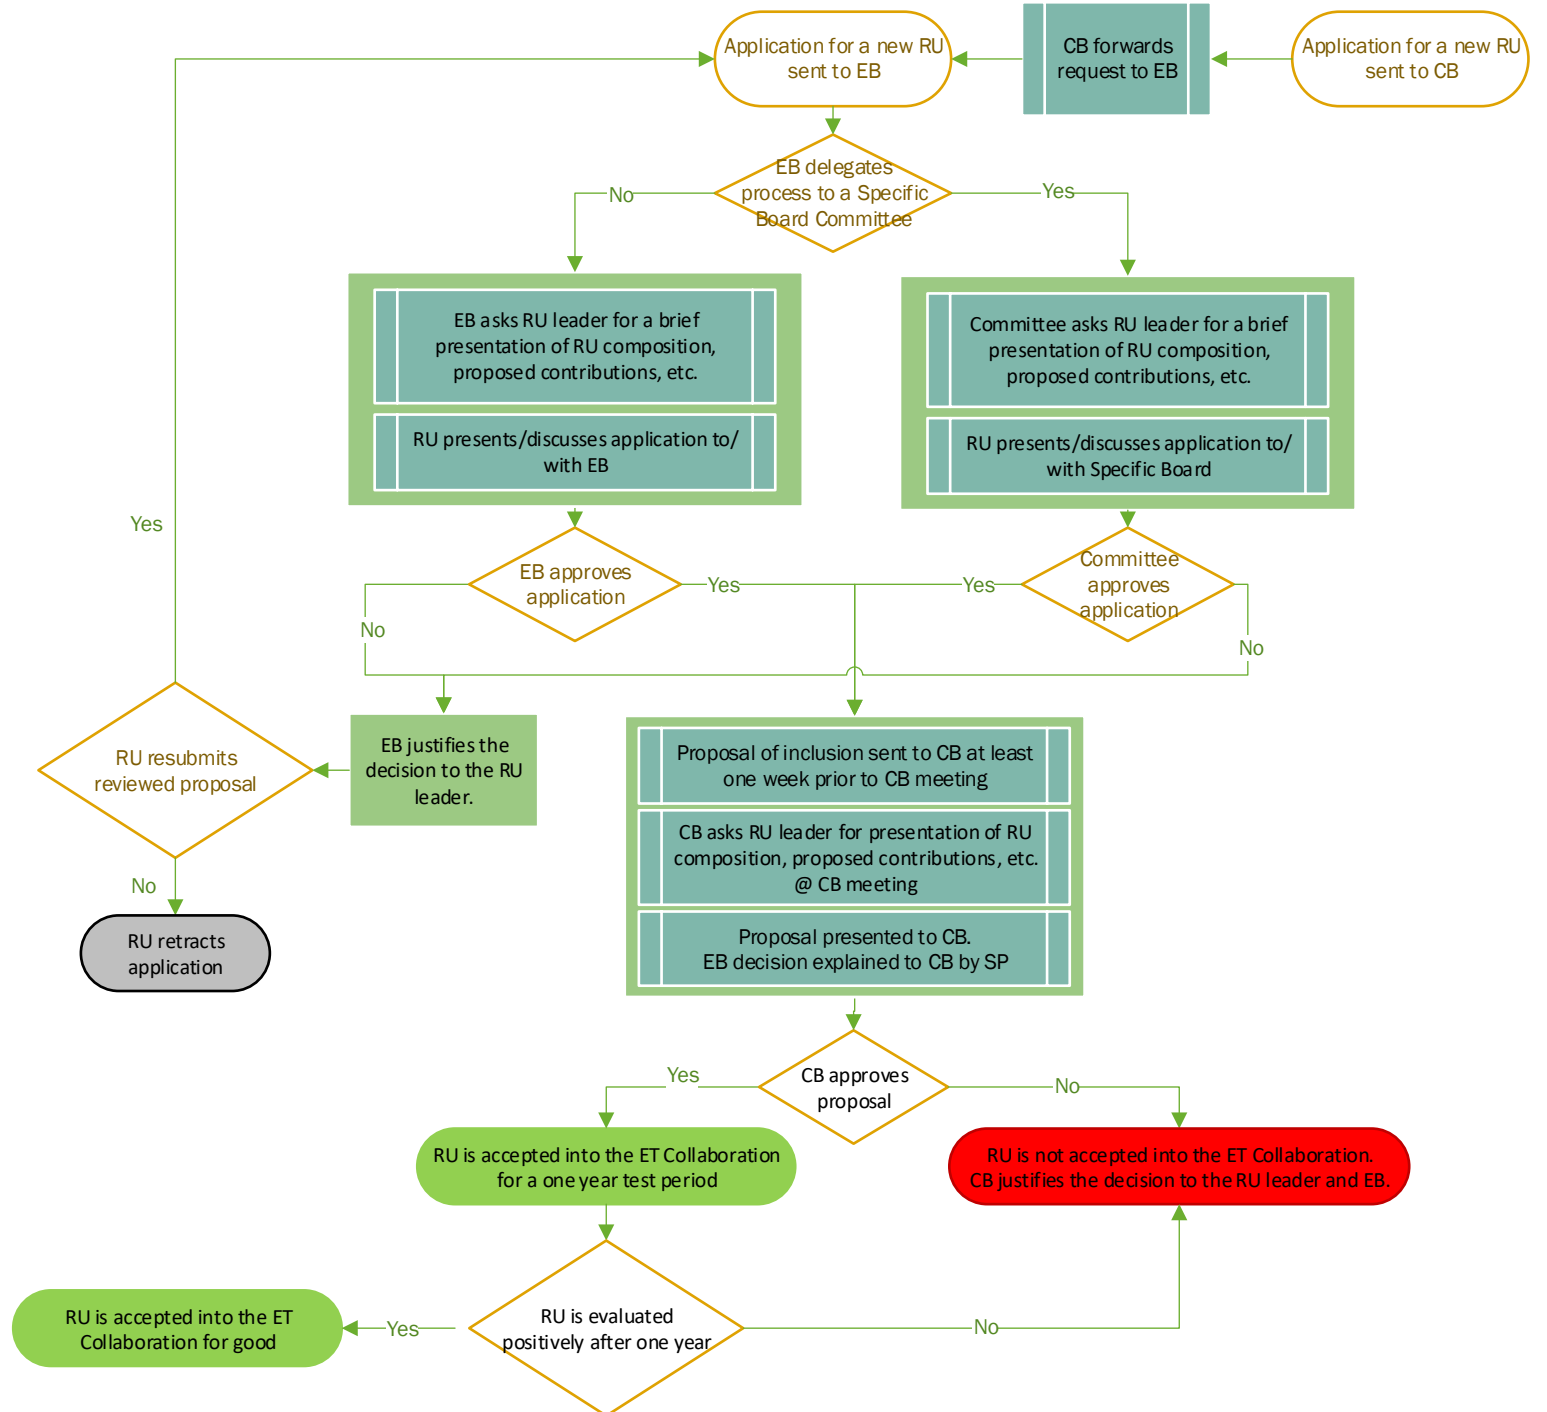 Application for a new RU
sent to EB
CB forwards
request to EB
Application for a new RU
sent to CB
EB delegates
process to a Specific
Board Committee
No
Yes
EB asks RU leader for a brief
presentation of RU composition,
proposed contributions, etc.
RU presents/discusses application to/
with EB
Committee asks RU leader for a brief
presentation of RU composition,
proposed contributions, etc.
RU presents/discusses application to/
with Specific Board
Yes
EB approves
application
Yes
Yes
Committee
approves
application
No
No
RU resubmits
reviewed proposal
EB justifies the
decision to the RU
leader.
Proposal of inclusion sent to CB at least
one week prior to CB meeting
CB asks RU leader for presentation of RU
composition, proposed contributions, etc.
@ CB meeting
Proposal presented to CB.
EB decision explained to CB by SP
No
RU retracts
application
CB approves
proposal
Yes
No
RU is accepted into the ET Collaboration
for a one year test period
RU is not accepted into the ET Collaboration.
CB justifies the decision to the RU leader and EB.
RU is evaluated
positively after one year
Yes
No
RU is accepted into the ET
Collaboration for good